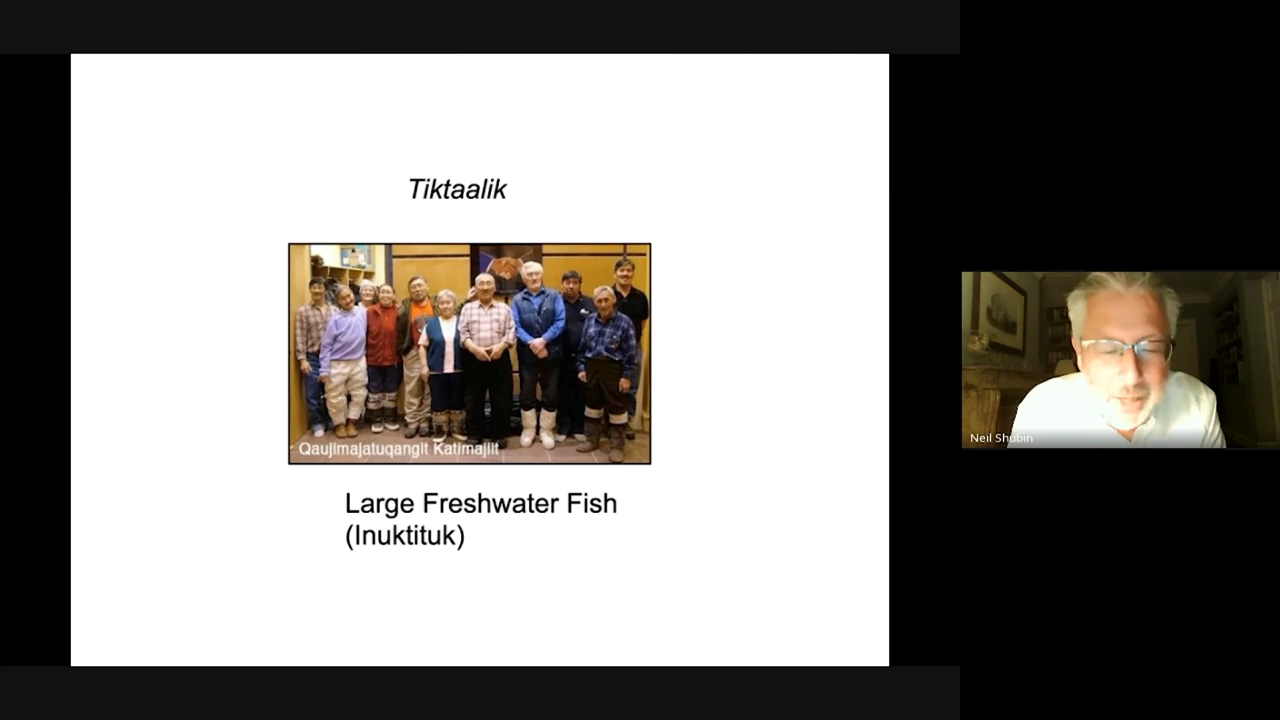 Tiktaalik
Qaujimajatuqangit Katimajiit
Large Freshwater Fish
(Inuktituk)
Neil Shubin